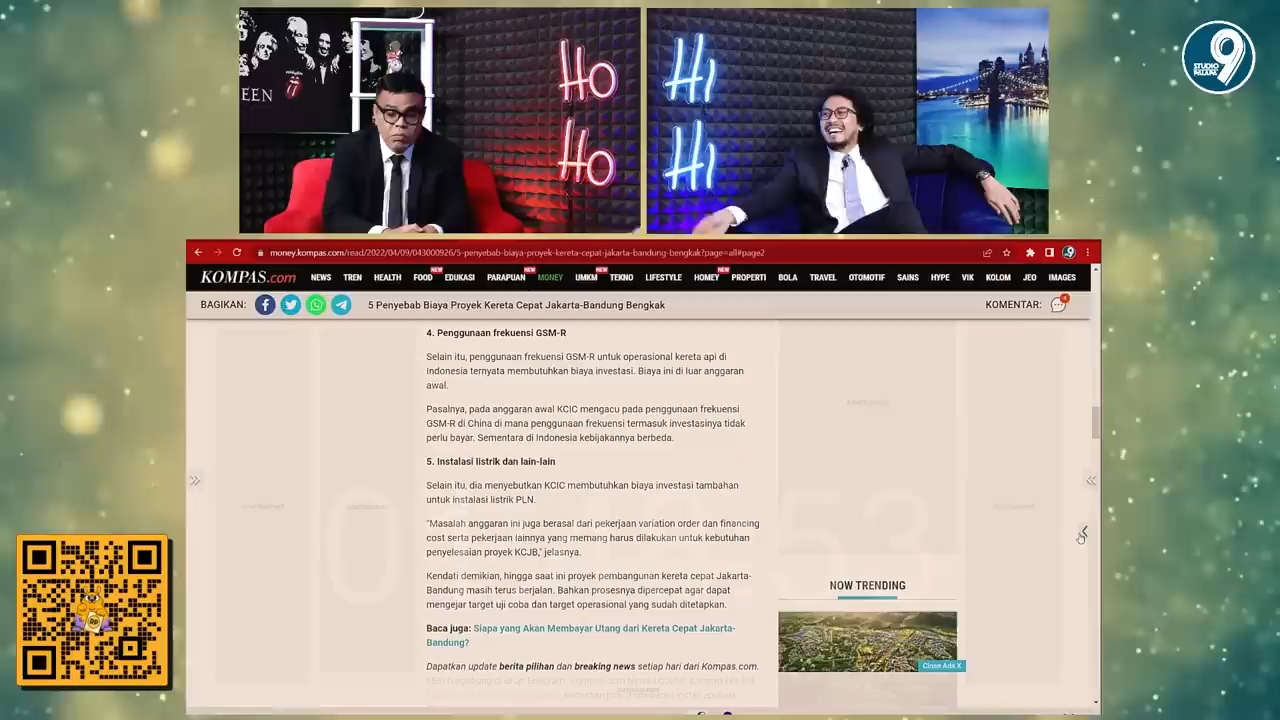 EEN
HO
HO
HI
HI
STUDIO
PALAPA
9
money.kompas.com/read/2022/04/09/043000926/5-penyebab-biaya-proyek-kereta-cepat-jakarta-bandung-bengkak?page=all#page2
KOMPAS.com NEWS TREN HEALTH FOOD NEW EDUKASI PARAPUAN NEW MONEY UMKM NEW TEKNO LIFESTYLE HOMEY NEW PROPERTI BOLA TRAVEL OTOMOTIF SAINS HYPE VIK KOLOM JEO IMAGES
BAGIKAN: 5 Penyebab Biaya Proyek Kereta Cepat Jakarta-Bandung Bengkak KOMENTAR:
4. Penggunaan frekuensi GSM-R
Selain itu, penggunaan frekuensi GSM-R untuk operasional kereta api di
Indonesia ternyata membutuhkan biaya investasi. Biaya ini di luar anggaran
awal.
Pasalnya, pada anggaran awal KCIC mengacu pada penggunaan frekuensi
GSM-R di China di mana penggunaan frekuensi termasuk investasinya tidak
perlu bayar. Sementara di Indonesia kebijakannya berbeda.
5. Instalasi listrik dan lain-lain
Selain itu, dia menyebutkan KCIC membutuhkan biaya investasi tambahan
untuk instalasi listrik PLN.
"Masalah anggaran ini juga berasal dari pekerjaan variation order dan financing
cost serta pekerjaan lainnya yang memang harus dilakukan untuk kebutuhan
penyelesaian proyek KCJB," jelasnya.
Kendati demikian, hingga saat ini proyek pembangunan kereta cepat Jakarta-
Bandung masih terus berjalan. Bahkan prosesnya dipercepat agar dapat
mengejar target uji coba dan target operasional yang sudah ditetapkan.
Baca juga: Siapa yang Akan Membayar Utang dari Kereta Cepat Jakarta-
Bandung?
Dapatkan update berita pilihan dan breaking news setiap hari dari Kompas.com.
NOW TRENDING
Close Ads X
RP